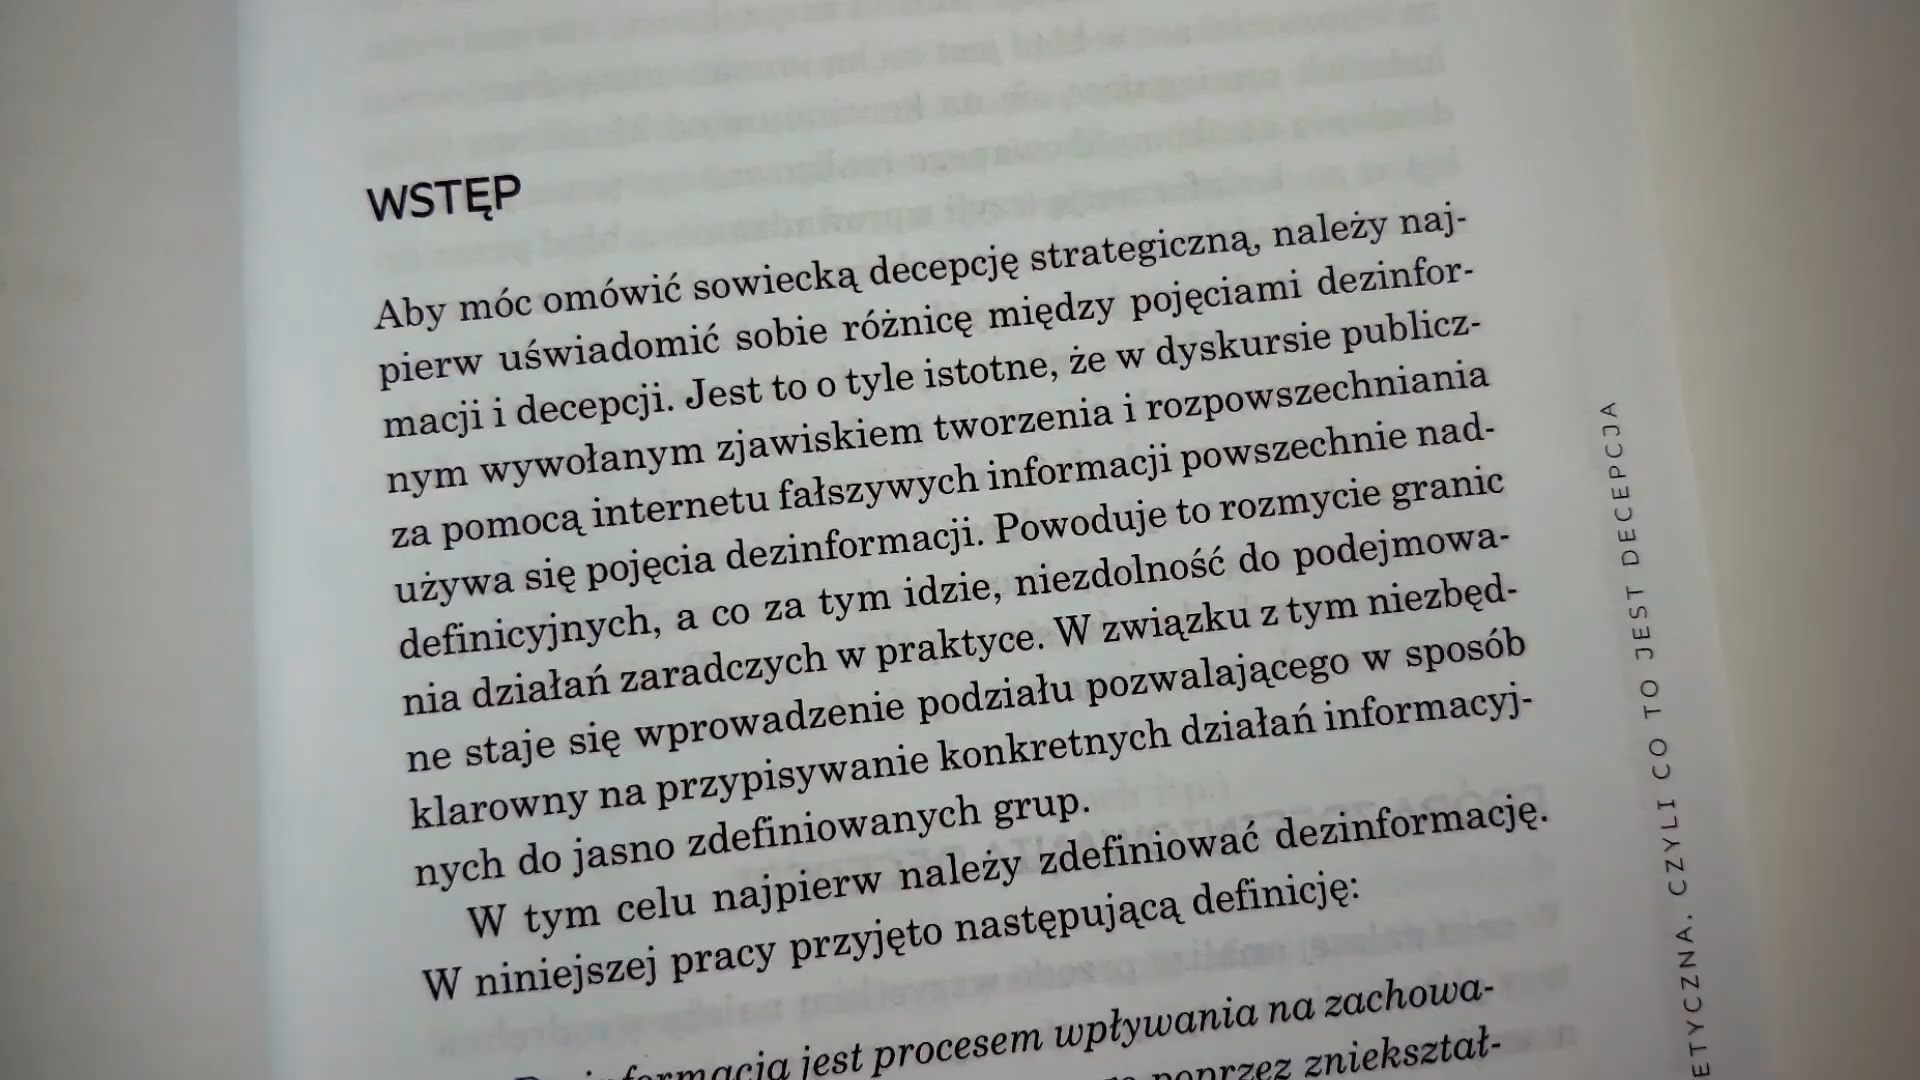 WSTĘP
Aby móc omówić sowiecką decepcję strategiczną, należy naj-
pierw uświadomić sobie różnicę między pojęciami dezinfor-
macji i decepcji. Jest to o tyle istotne, że w dyskursie publicz-
nym wywołanym zjawiskiem tworzenia i rozpowszechniania
za pomocą internetu fałszywych informacji powszechnie nad-
używa się pojęcia dezinformacji. Powoduje to rozmycie granic
definicyjnych, a co za tym idzie, niezdolność do podejmowa-
nia działań zaradczych w praktyce. W związku z tym niezbęd-
ne staje się wprowadzenie podziału pozwalającego w sposób
klarowny na przypisywanie konkretnych działań informacyj-
nych do jasno zdefiniowanych grup.
W tym celu najpierw należy zdefiniować dezinformację.
W niniejszej pracy przyjęto następującą definicję:
jest procesem wpływania na zachowa-
poprzez zniekształ-
ETYCZNA. CZYLI CO TO JEST DECEPCJA